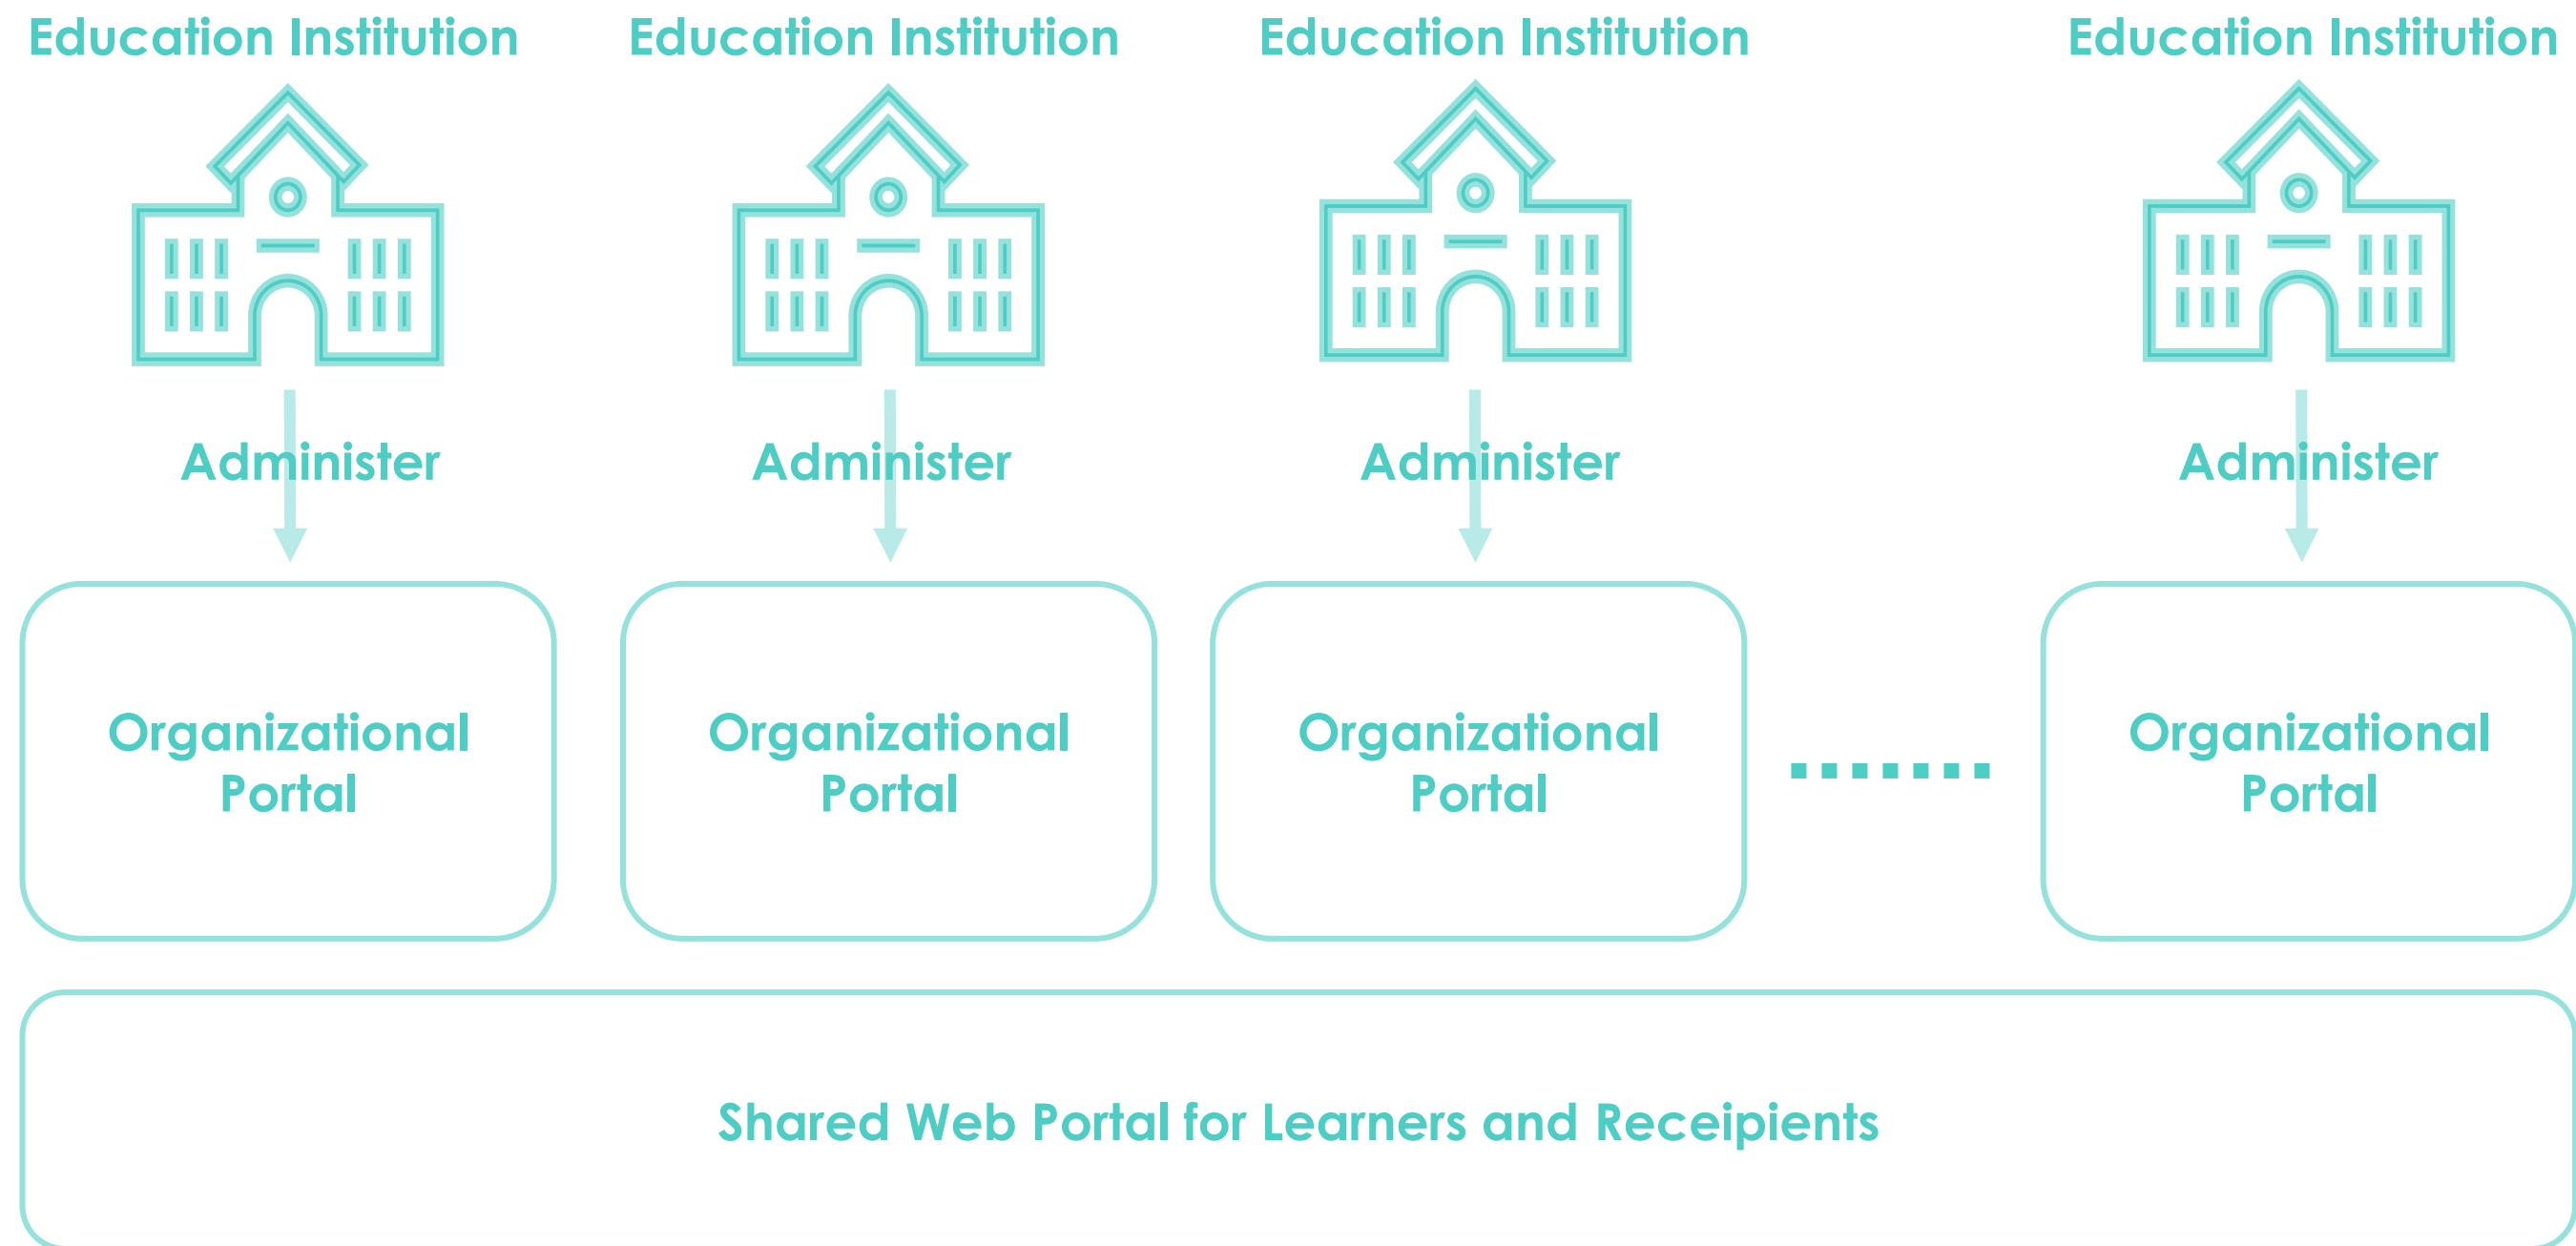 Education Institution
Education Institution
Education Institution
Education Institution
Administer
Administer
Administer
Administer
Organizational
Portal
Organizational
Portal
Organizational
Portal
Organizational
Portal
Shared Web Portal for Learners and Receipients